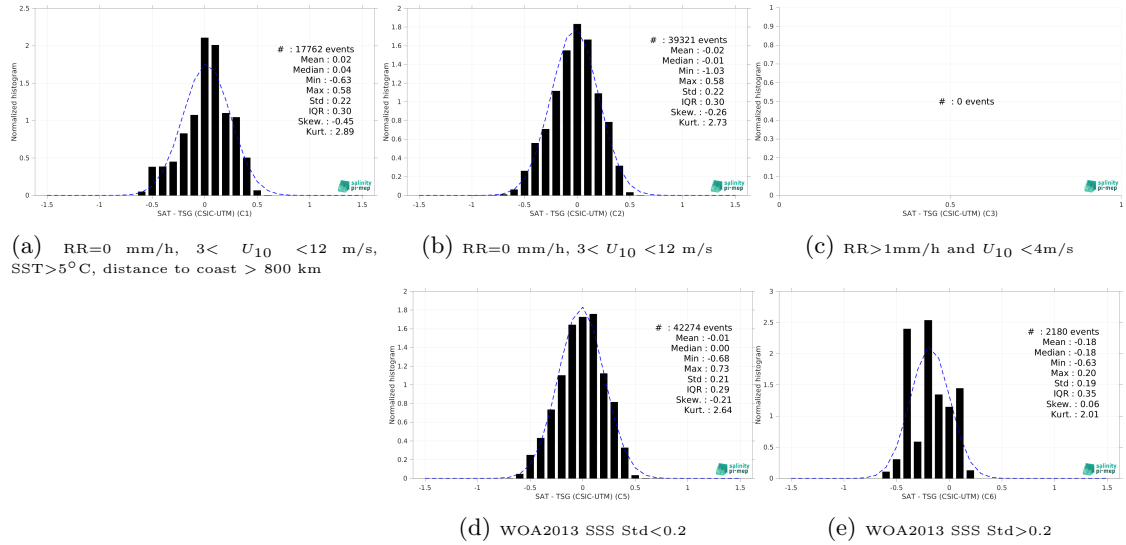 2.5
2
1.5
1
0.5
0
Normalized histogram
# : 17762 events
Mean : 0.02
Median : 0.04
Min : -0.63
Max : 0.58
Std : 0.22
IQR : 0.30
Skew. : -0.45
Kurt. : 2.89
salinity
pi-mep
-1.5 -1 -0.5 0 0.5 1 1.5
SAT - TSG (CSIC-UTM) (C1)
(a) RR=0 mm/h, 3< U10 <12 m/s,
SST>5°C, distance to coast > 800 km
2
1.8
1.6
1.4
1.2
1
0.8
0.6
0.4
0.2
0
Normalized histogram
# : 39321 events
Mean : -0.02
Median : -0.01
Min : -1.03
Max : 0.58
Std : 0.22
IQR : 0.30
Skew. : -0.26
Kurt. : 2.73
salinity
pi-mep
-1.5 -1 -0.5 0 0.5 1 1.5
SAT - TSG (CSIC-UTM) (C2)
(b) RR=0 mm/h, 3< U10 <12 m/s
1
0.9
0.8
0.7
0.6
0.5
0.4
0.3
0.2
0.1
0
Normalized histogram
# : 0 events
salinity
pi-mep
0 0.5 1
SAT - TSG (CSIC-UTM) (C3)
(c) RR>1mm/h and U10 <4m/s
2
1.8
1.6
1.4
1.2
1
0.8
0.6
0.4
0.2
0
Normalized histogram
# : 42274 events
Mean : -0.01
Median : 0.00
Min : -0.68
Max : 0.73
Std : 0.21
IQR : 0.29
Skew. : -0.21
Kurt. : 2.64
salinity
pi-mep
-1.5 -1 -0.5 0 0.5 1 1.5
SAT - TSG (CSIC-UTM) (C5)
(d) WOA2013 SSS Std<0.2
3
2.5
2
1.5
1
0.5
0
Normalized histogram
# : 2180 events
Mean : -0.18
Median : -0.18
Min : -0.63
Max : 0.20
Std : 0.19
IQR : 0.35
Skew. : 0.06
Kurt. : 2.01
salinity
pi-mep
-1.5 -1 -0.5 0 0.5 1 1.5
SAT - TSG (CSIC-UTM) (C6)
(e) WOA2013 SSS Std>0.2